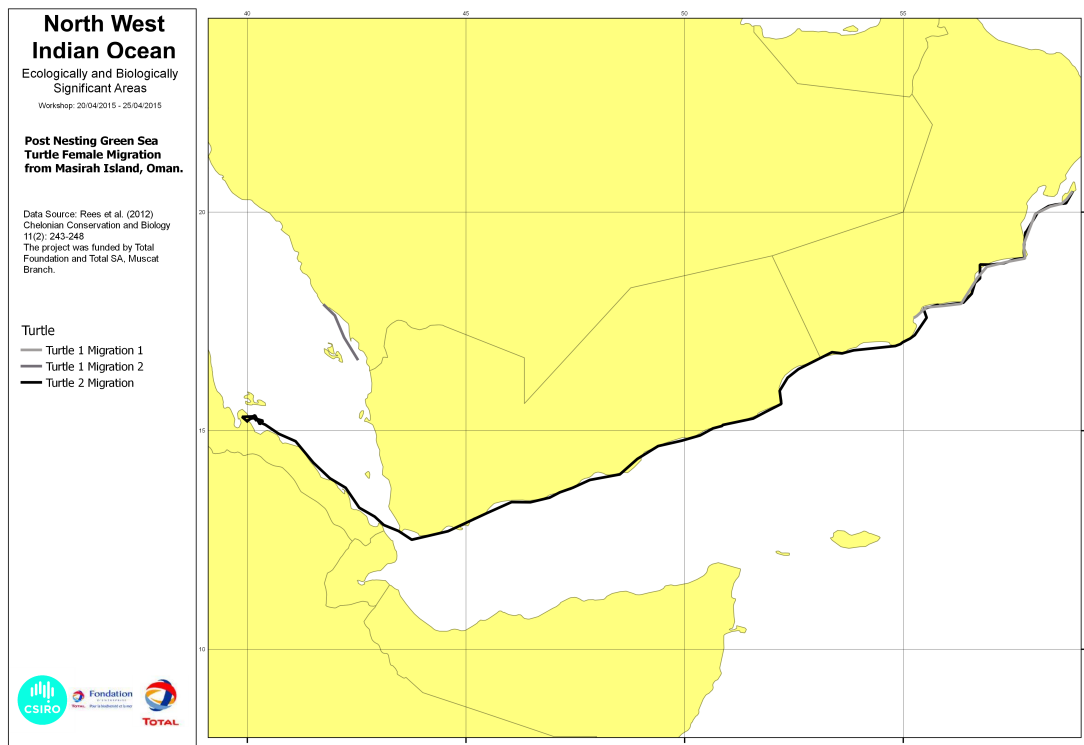 North West
Indian Ocean
Ecologically and Biologically
Significant Areas
Workshop: 20/04/2015 - 25/04/2015
Post Nesting Green Sea
Turtle Female Migration
from Masirah Island, Oman.
Data Source: Rees et al. (2012)
Chelonian Conservation and Biology
11(2): 243-248
The project was funded by Total
Foundation and Total SA, Muscat
Branch.
Turtle
Turtle 1 Migration 1
Turtle 1 Migration 2
Turtle 2 Migration
CSIRO
TOTAL
Fondation
TOTAL
40
45
50
55
20
15
10